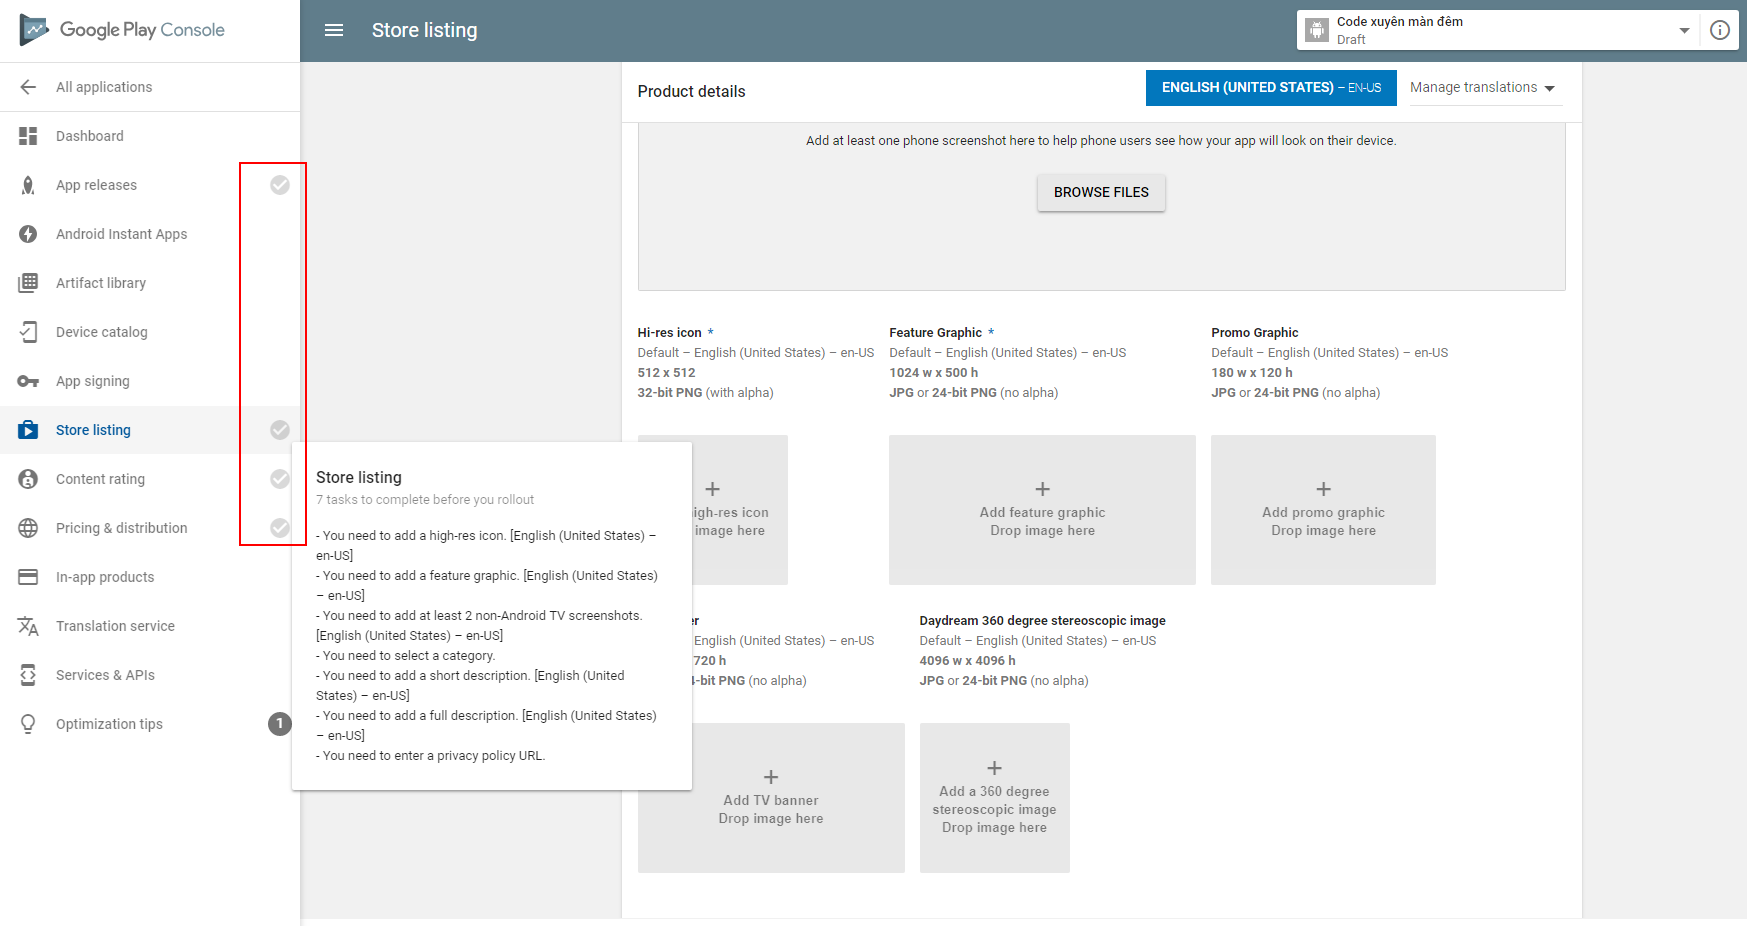 Google Play Console
Store listing
Code xuyên màn đêm
Draft
All applications
Dashboard
App releases
Android Instant Apps
Artifact library
Device catalog
App signing
Store listing
Content rating
Pricing & distribution
In-app products
Translation service
Services & APIs
Optimization tips
1
Product details
ENGLISH (UNITED STATES) – EN-US
Manage translations
Add at least one phone screenshot here to help phone users see how your app will look on their device.
BROWSE FILES
Hi-res icon *
Default – English (United States) – en-US
512 x 512
32-bit PNG (with alpha)
Feature Graphic *
Default – English (United States) – en-US
1024 w x 500 h
JPG or 24-bit PNG (no alpha)
Promo Graphic
Default – English (United States) – en-US
180 w x 120 h
JPG or 24-bit PNG (no alpha)
igh-res icon
image here
Add feature graphic
Drop image here
Add promo graphic
Drop image here
Store listing
7 tasks to complete before you rollout
- You need to add a high-res icon. [English (United States) –
en-US]
- You need to add a feature graphic. [English (United States)
– en-US]
- You need to add at least 2 non-Android TV screenshots.
[English (United States) – en-US]
- You need to select a category.
- You need to add a short description. [English (United
States) – en-US]
- You need to add a full description. [English (United States)
– en-US]
- You need to enter a privacy policy URL.
er
English (United States) – en-US
720 h
4-bit PNG (no alpha)
Daydream 360 degree stereoscopic image
Default – English (United States) – en-US
4096 w x 4096 h
JPG or 24-bit PNG (no alpha)
Add TV banner
Drop image here
Add a 360 degree
stereoscopic image
Drop image here